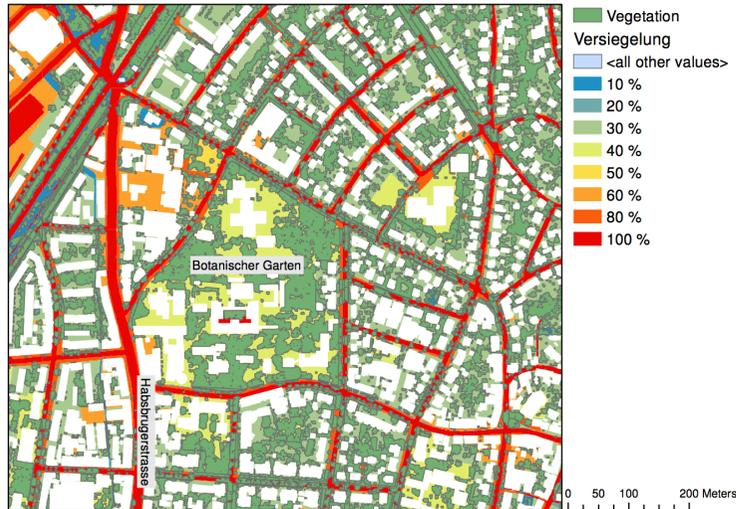 Vegetation
Versiegelung
<all other values>
10 %
20 %
30 %
40 %
50 %
60 %
80 %
100 %
Botanischer Garten
Habsbrugerstrasse
0 50 100 200 Meters